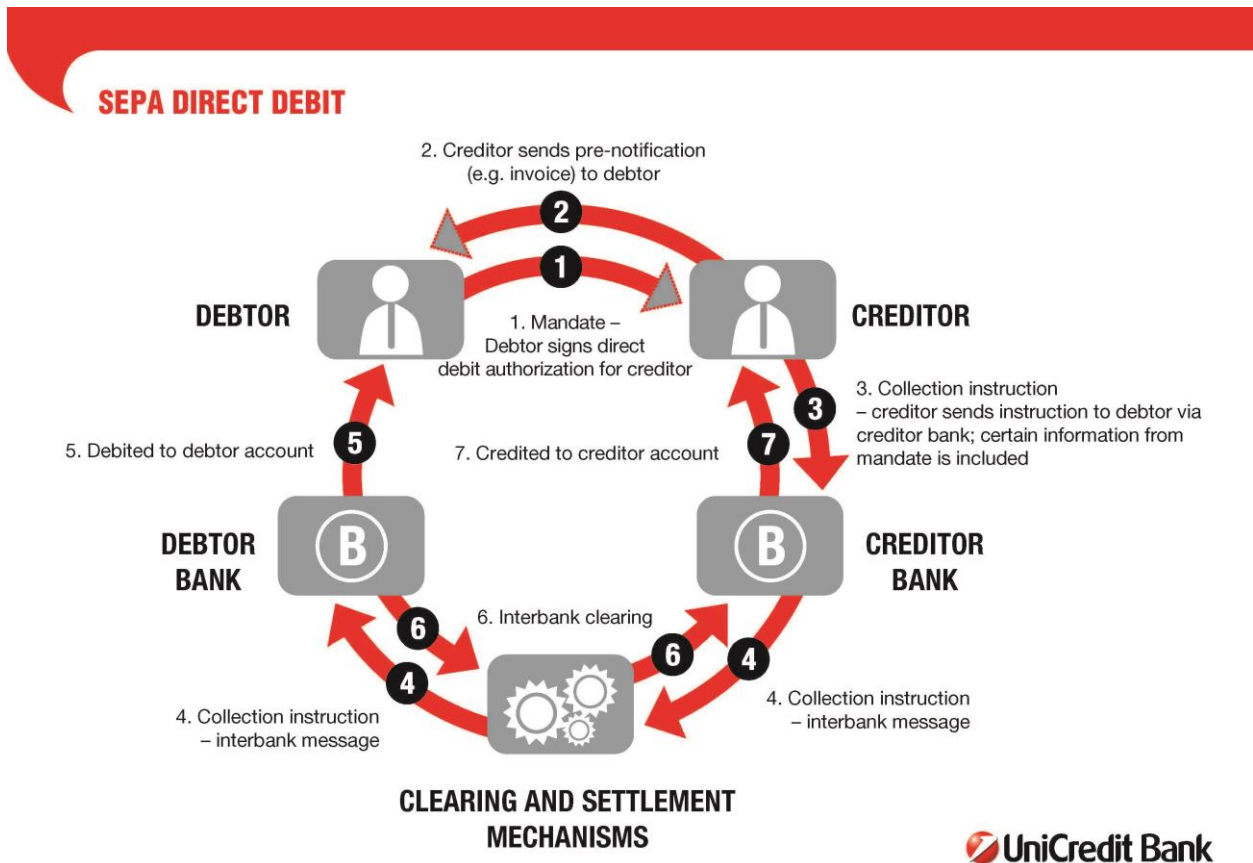 SEPA DIRECT DEBIT
2. Creditor sends pre-notification
(e.g. invoice) to debtor
2
1
DEBTOR
CREDITOR
1. Mandate –
Debtor signs direct
debit authorization for creditor
3. Collection instruction
– creditor sends instruction to debtor via
creditor bank; certain information from
mandate is included
3
5. Debited to debtor account
5
7. Credited to creditor account
7
DEBTOR
BANK
B
B
CREDITOR
BANK
6. Interbank clearing
6
6
4
4
4. Collection instruction
– interbank message
4. Collection instruction
– interbank message
CLEARING AND SETTLEMENT
MECHANISMS
UniCredit Bank